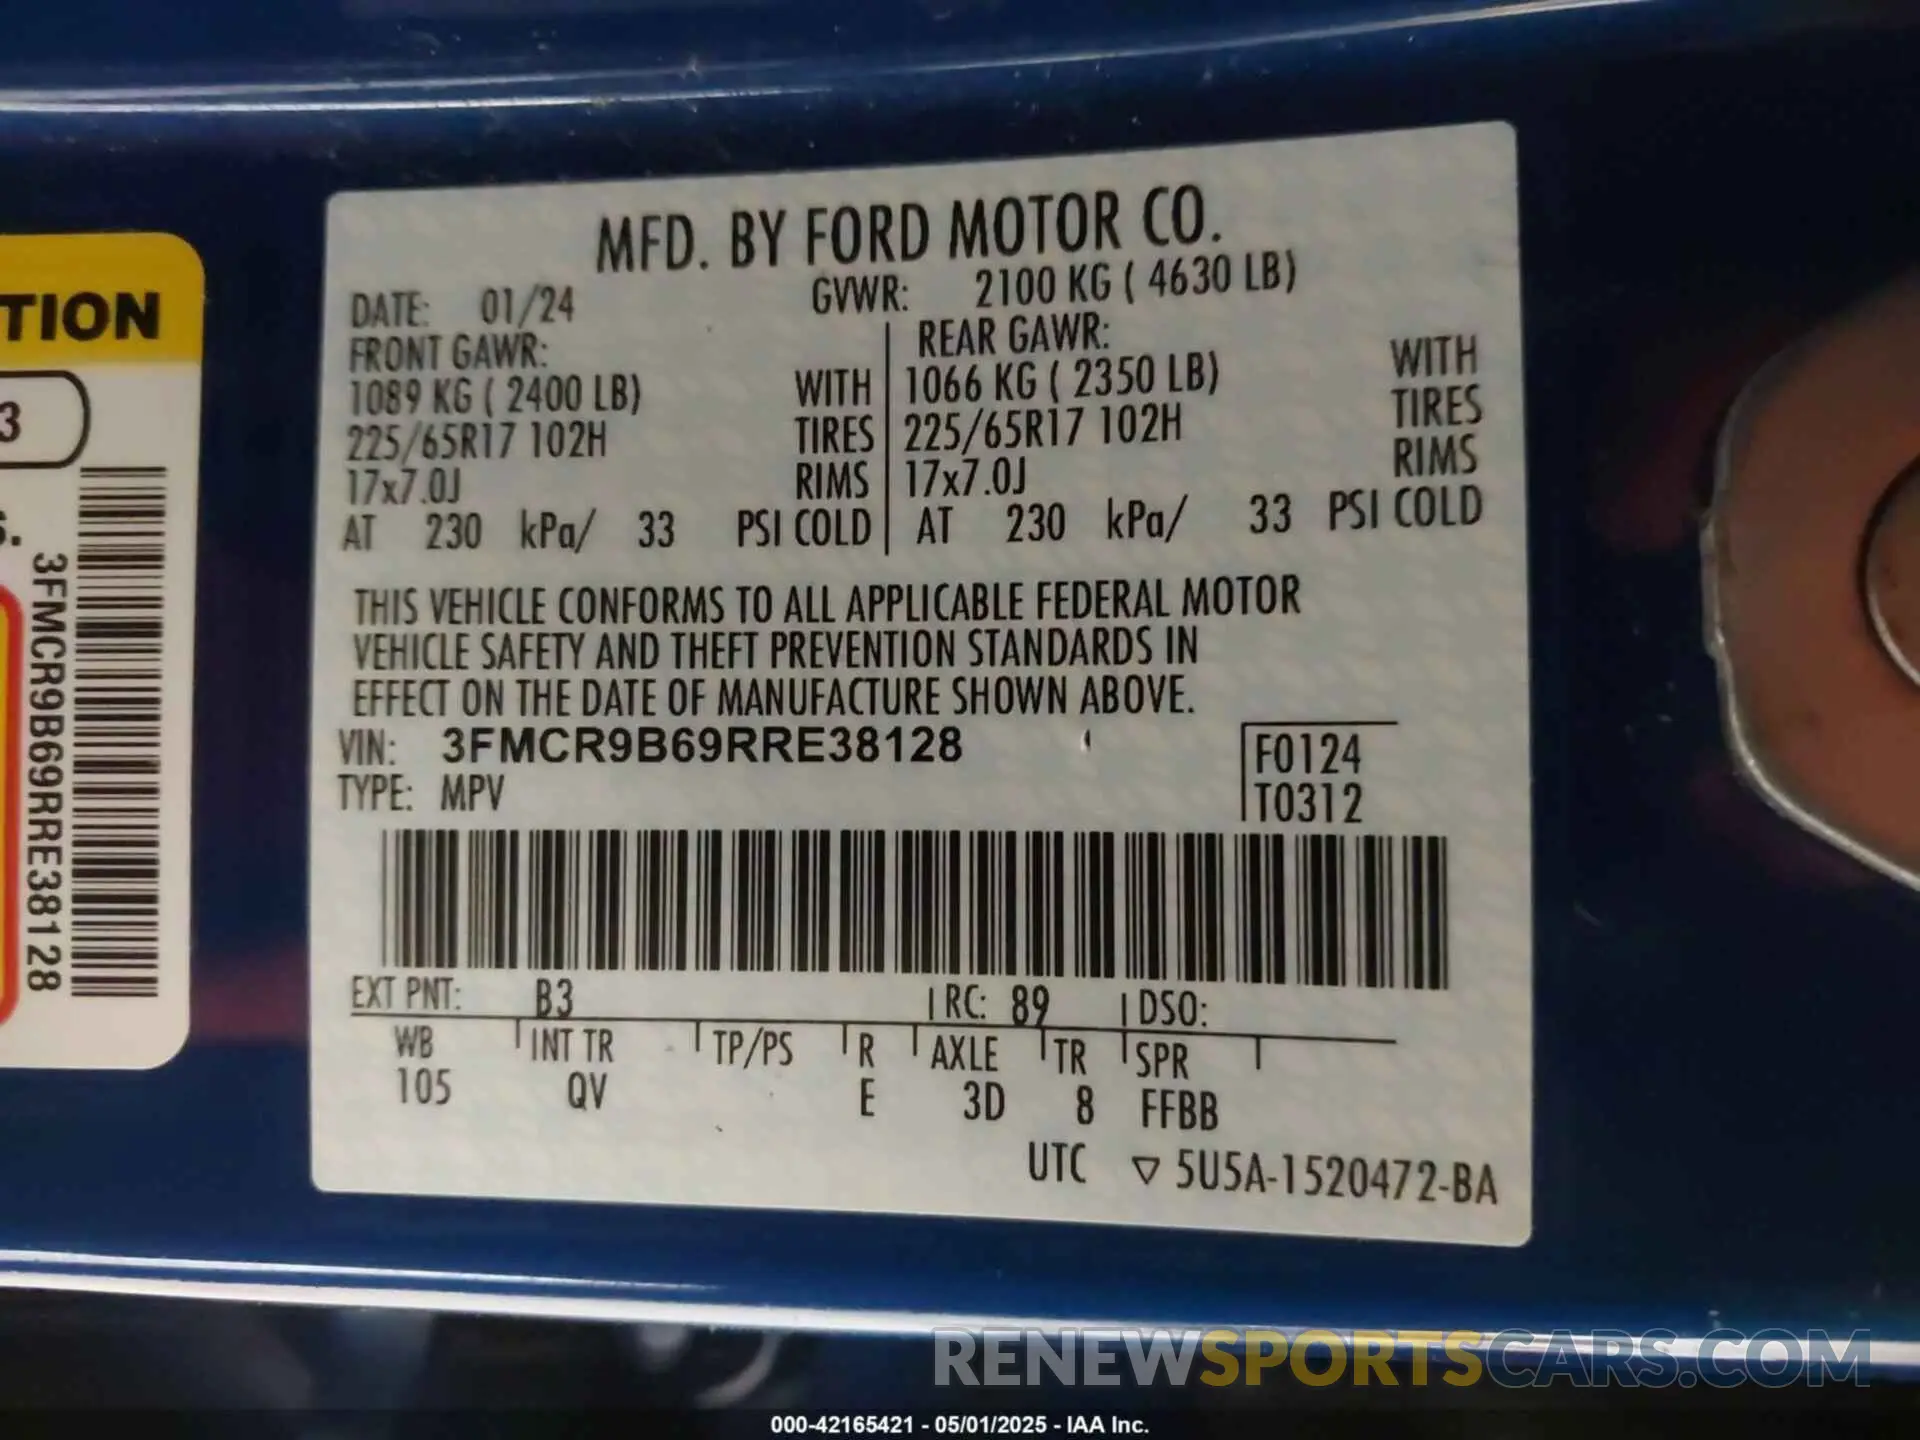 MFD. BY FORD MOTOR CO.
DATE: 01/24 GVWR: 2100 KG ( 4630 LB)
FRONT GAWR: REAR GAWR:
1089 KG ( 2400 LB) WITH 1066 KG ( 2350 LB) WITH
225/65R17 102H TIRES 225/65R17 102H TIRES
17x7.0J RIMS 17x7.0J RIMS
AT 230 kPa/ 33 PSI COLD AT 230 kPa/ 33 PSI COLD
THIS VEHICLE CONFORMS TO ALL APPLICABLE FEDERAL MOTOR
VEHICLE SAFETY AND THEFT PREVENTION STANDARDS IN
EFFECT ON THE DATE OF MANUFACTURE SHOWN ABOVE.
VIN: 3FMCR9B69RRE38128 F0124
TYPE: MPV T0312
EXT PNT: B3 RC: 89 DSO:
WB INT TR TP/PS R AXLE TR SPR
105 QV E 3D 8 FFBB
UTC ▽ 5U5A-1520472-BA
TION
3
S.
3FMCR9B69RRE38128
RENEWSPORTSCARS.COM
000-42165421 - 05/01/2025 - IAA Inc.